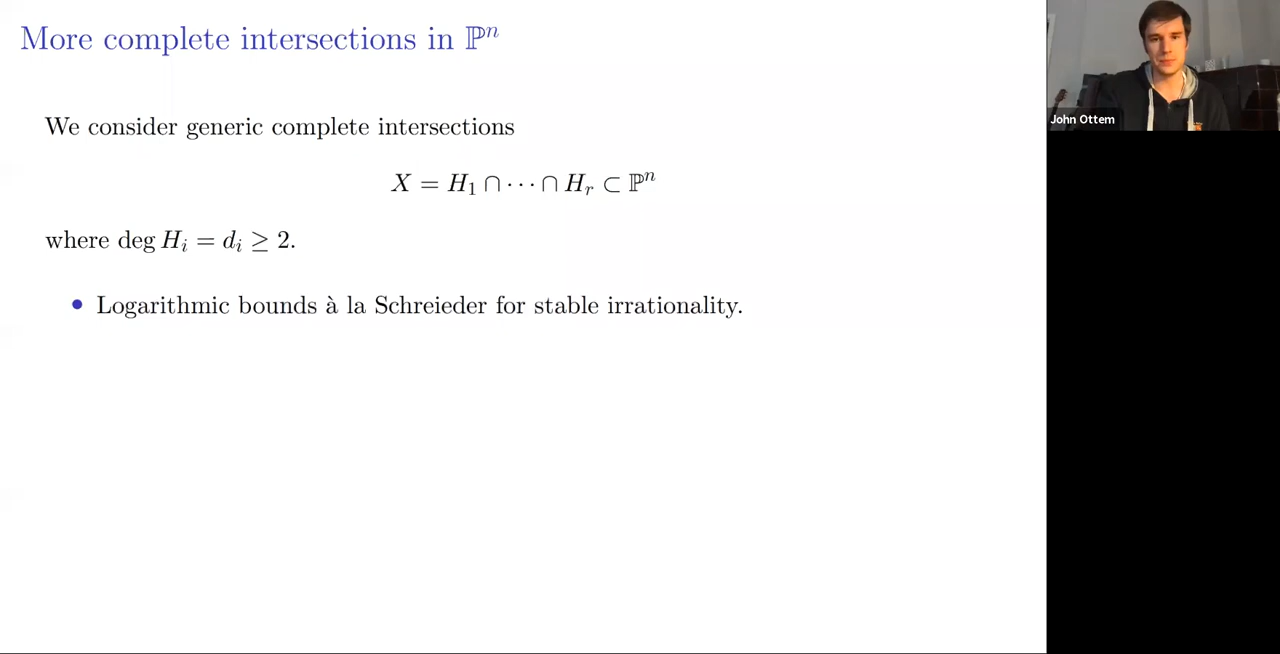 More complete intersections in ℙⁿ
We consider generic complete intersections
X = H₁ ∩ ⋯ ∩ Hᵣ ⊂ ℙⁿ
where deg Hᵢ = dᵢ ≥ 2.
• Logarithmic bounds à la Schreieder for stable irrationality.
John Ottem